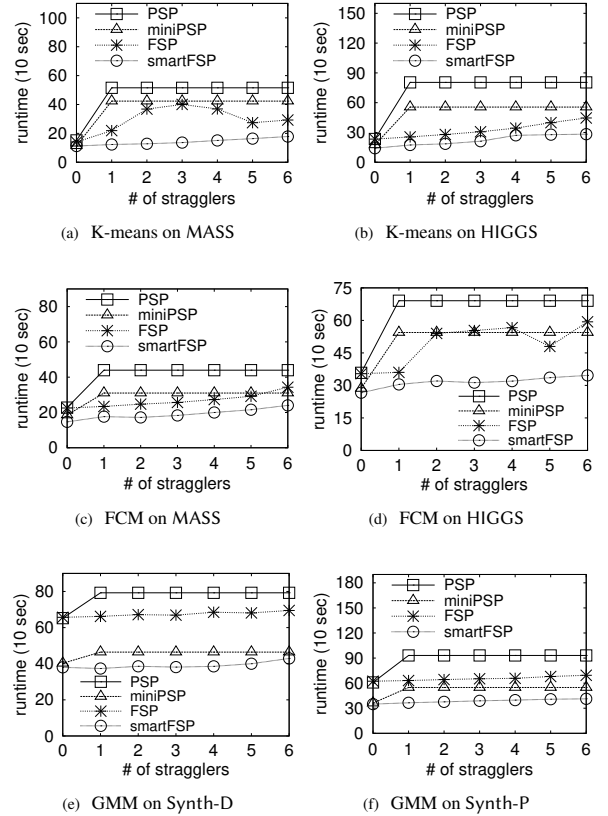 100
80
60
40
20
0
0 1 2 3 4 5 6
runtime (10 sec)
# of stragglers
PSP
miniPSP
FSP
smartFSP
(a) K-means on MASS
150
120
90
60
30
0
0 1 2 3 4 5 6
runtime (10 sec)
# of stragglers
PSP
miniPSP
FSP
smartFSP
(b) K-means on HIGGS
80
60
40
20
0
0 1 2 3 4 5 6
runtime (10 sec)
# of stragglers
PSP
miniPSP
FSP
smartFSP
(c) FCM on MASS
75
60
45
30
15
0
0 1 2 3 4 5 6
runtime (10 sec)
# of stragglers
PSP
miniPSP
FSP
smartFSP
(d) FCM on HIGGS
80
60
40
20
0
0 1 2 3 4 5 6
runtime (10 sec)
# of stragglers
PSP
miniPSP
FSP
smartFSP
(e) GMM on Synth-D
180
150
120
90
60
30
0
0 1 2 3 4 5 6
runtime (10 sec)
# of stragglers
PSP
miniPSP
FSP
smartFSP
(f) GMM on Synth-P